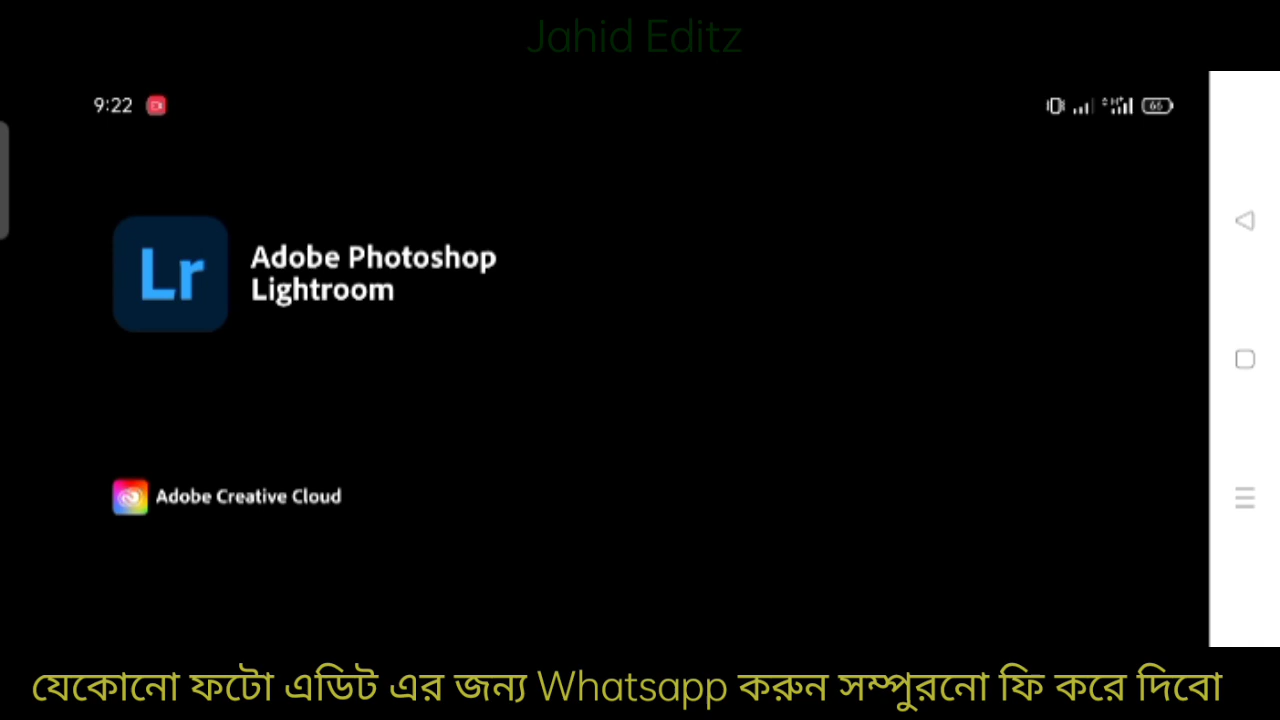 Jahid Editz
9:22
66
Lr
Adobe Photoshop
Lightroom
Adobe Creative Cloud
যেকোনো ফটো এডিট এর জন্য Whatsapp করুন সম্পুরনো ফি করে দিবো